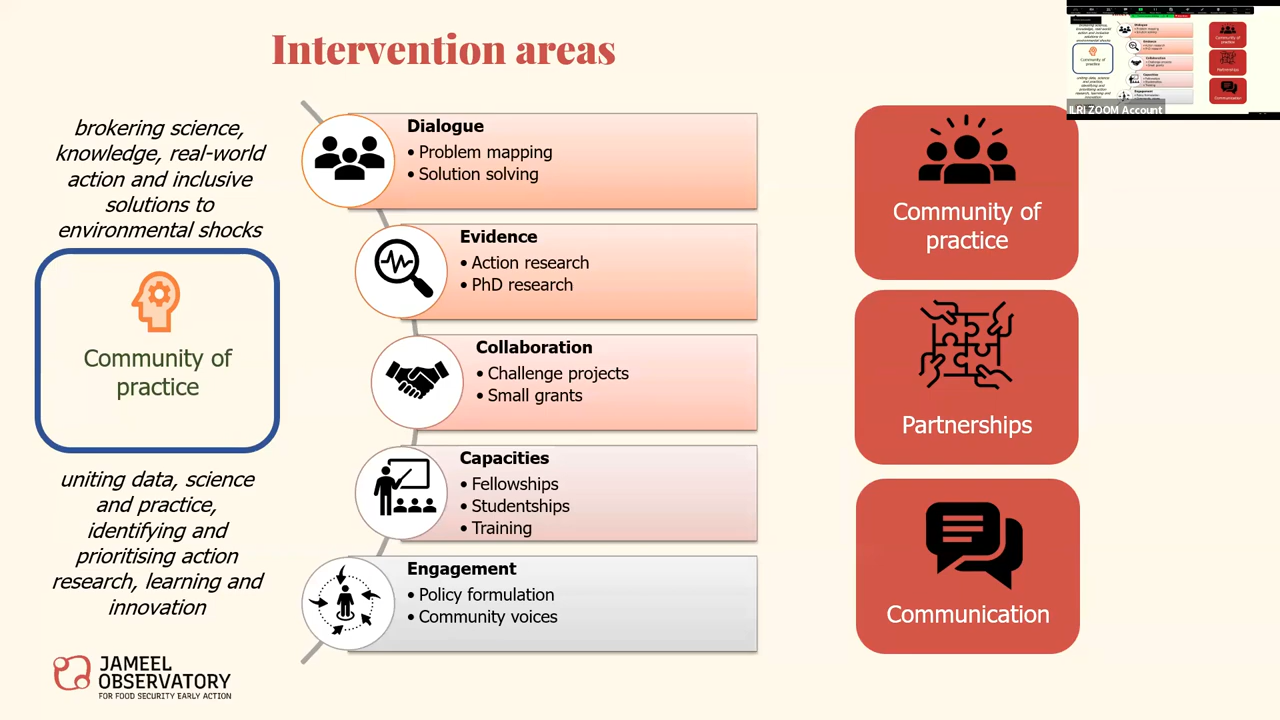 Intervention areas
brokering science,
knowledge, real-world
action and inclusive
solutions to
environmental shocks
Community of
practice
uniting data, science
and practice,
identifying and
prioritising action
research, learning and
innovation
JAMEEL
OBSERVATORY
FOR FOOD SECURITY EARLY ACTION
Dialogue
• Problem mapping
• Solution solving
Evidence
• Action research
• PhD research
Collaboration
• Challenge projects
• Small grants
Capacities
• Fellowships
• Studentships
• Training
Engagement
• Policy formulation
• Community voices
Community of
practice
Partnerships
Communication
ILRI ZOOM Account